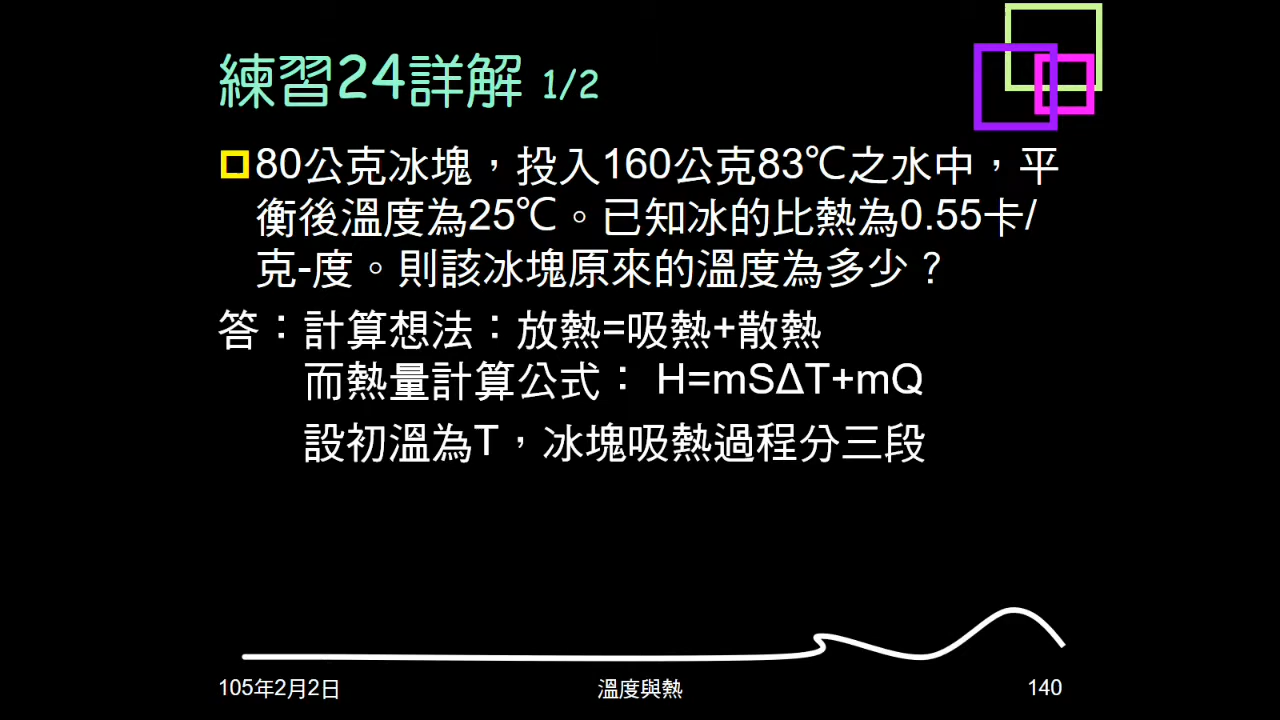 練習24詳解 1/2
80公克冰塊，投入160公克83℃之水中，平
衡後溫度為25℃。已知冰的比熱為0.55卡/
克-度。則該冰塊原來的溫度為多少？
答：計算想法：放熱=吸熱+散熱
而熱量計算公式： H=mSΔT+mQ
設初溫為T，冰塊吸熱過程分三段
105年2月2日
溫度與熱
140